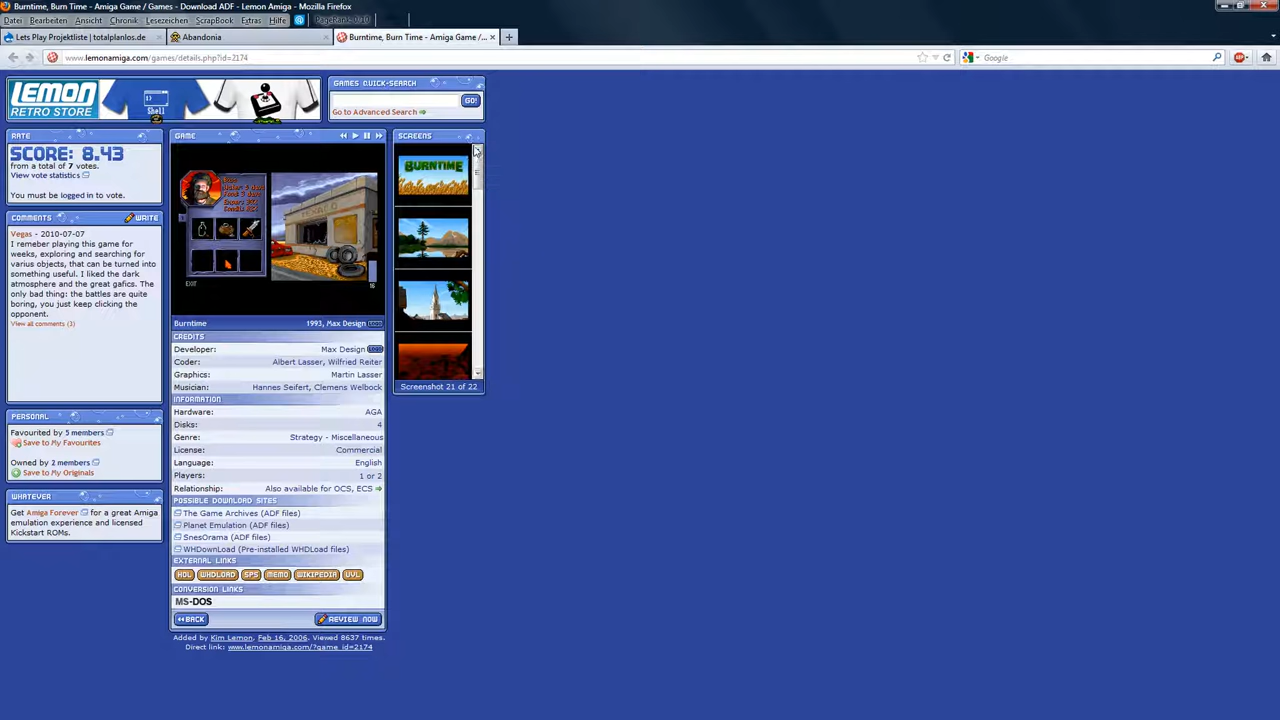 Burntime, Burn Time - Amiga Game / Games - Download ADF - Lemon Amiga - Mozilla Firefox
Datei Bearbeiten Ansicht Chronik Lesezeichen ScrapBook Extras Hilfe PageRank: 0/10
Lets Play Projektliste | totalplanlos.de
Abandonia
Burntime, Burn Time - Amiga Game /...
www.lemonamiga.com/games/details.php?id=2174
Google
LEMON
RETRO STORE
Shell
GAMES QUICK-SEARCH
GO!
Go to Advanced Search
RATE
SCORE: 8.43
from a total of 7 votes.
View vote statistics
You must be logged in to vote.
COMMENTS
WRITE
Vegas - 2010-07-07
I remeber playing this game for
weeks, exploring and searching for
varius objects, that can be turned into
something useful. I liked the dark
atmosphere and the great gafics. The
only bad thing: the battles are quite
boring, you just keep clicking the
opponent.
View all comments (3)
PERSONAL
Favourited by 5 members
Save to My Favourites
Owned by 2 members
Save to My Originals
WHATEVER
Get Amiga Forever for a great Amiga
emulation experience and licensed
Kickstart ROMs.
GAME
EXIT
16
Burntime
1993, Max Design
CREDITS
Developer: Max Design
Coder: Albert Lasser, Wilfried Reiter
Graphics: Martin Lasser
Musician: Hannes Seifert, Clemens Welbock
INFORMATION
Hardware: AGA
Disks: 4
Genre: Strategy - Miscellaneous
License: Commercial
Language: English
Players: 1 or 2
Relationship: Also available for OCS, ECS
POSSIBLE DOWNLOAD SITES
The Game Archives (ADF files)
Planet Emulation (ADF files)
SnesOrama (ADF files)
WHDownLoad (Pre-installed WHDLoad files)
EXTERNAL LINKS
HOL WHDLOAD SPS MEMO WIKIPEDIA UVL
CONVERSION LINKS
MS-DOS
BACK
REVIEW NOW
Added by Kim Lemon, Feb 16, 2006. Viewed 8637 times.
Direct link: www.lemonamiga.com/?game_id=2174
SCREENS
BURNTIME
Screenshot 21 of 22